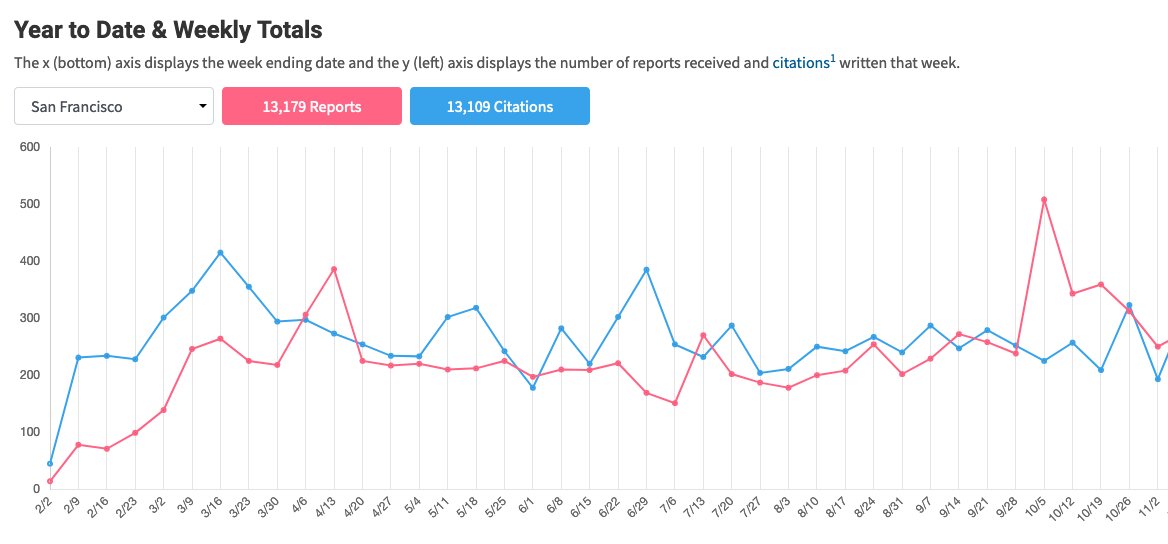 Year to Date & Weekly Totals
The x (bottom) axis displays the week ending date and the y (left) axis displays the number of reports received and citations1 written that week.
San Francisco
13,179 Reports
13,109 Citations
600
500
400
300
200
100
0
2/2 2/9 2/16 2/23 3/2 3/9 3/16 3/23 3/30 4/6 4/13 4/20 4/27 5/4 5/11 5/18 5/25 6/1 6/8 6/15 6/22 6/29 7/6 7/13 7/20 7/27 8/3 8/10 8/17 8/24 8/31 9/7 9/14 9/21 9/28 10/5 10/12 10/19 10/26 11/2